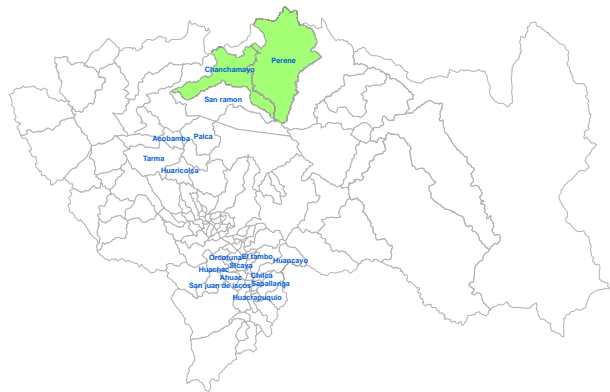 Perene
Chanchamayo
San ramon
Acobamba
Palca
Tarma
Huaricolca
Orcotuna
El tambo
Huancayo
Sicaya
Huachac
Ahuac
Chilca
San juan de iscos
Sapallanga
Huacrapuquio